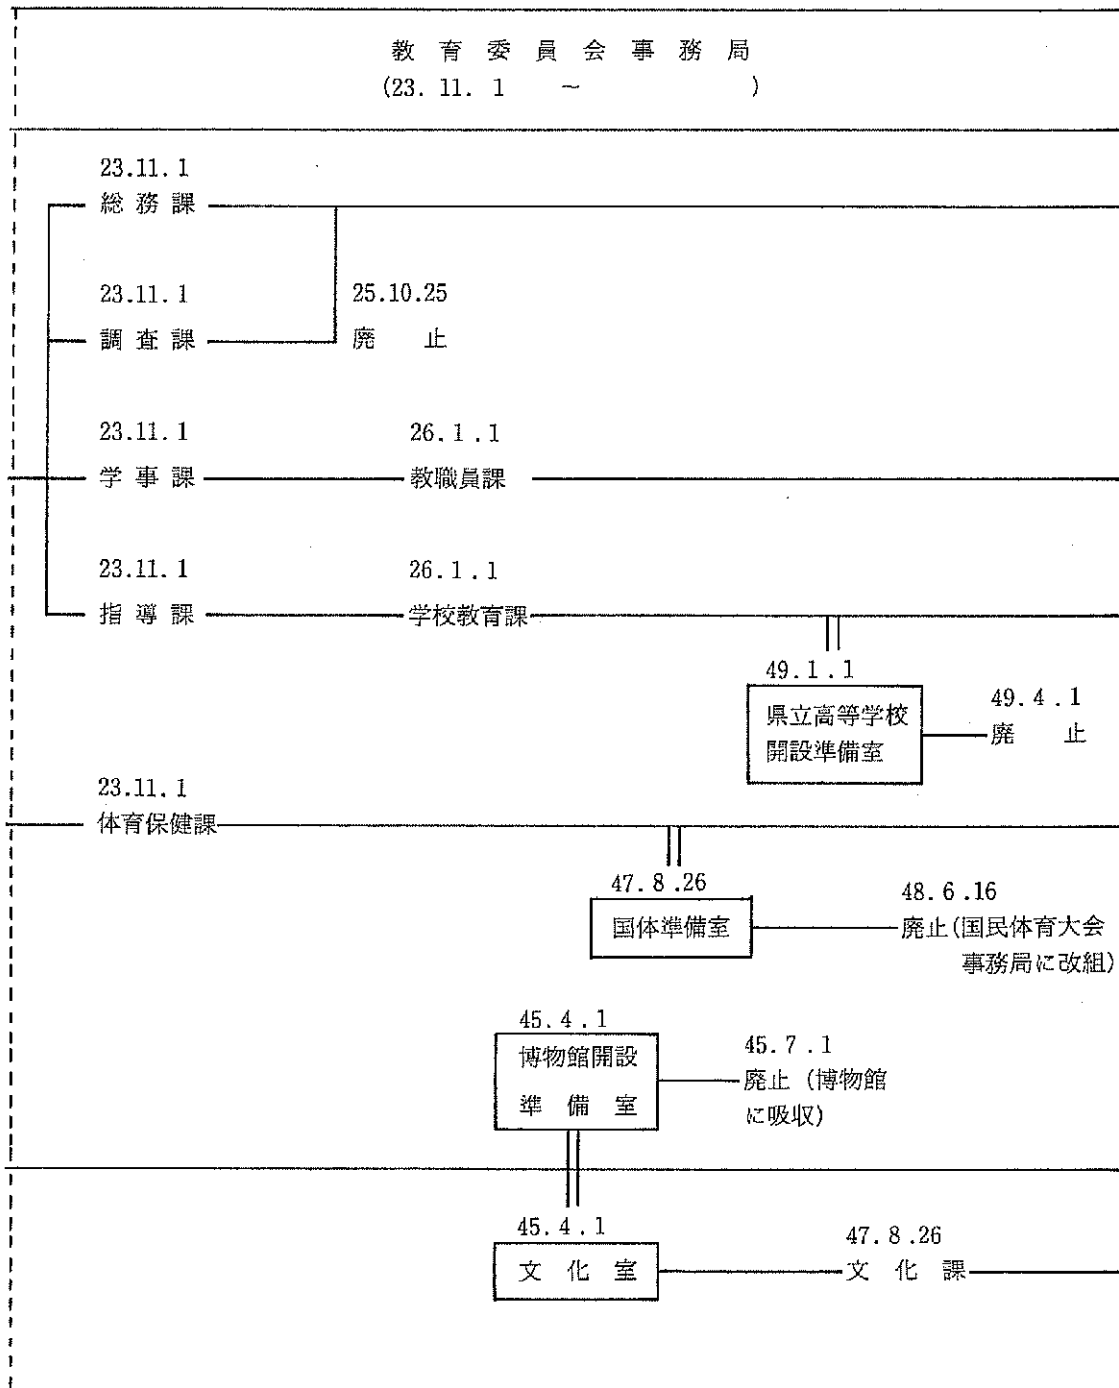 教育委員会事務局
(23.11.1 ～ )
23.11.1
総務課
23.11.1
調査課
25.10.25
廃止
23.11.1
学事課
26.1.1
教職員課
23.11.1
指導課
26.1.1
学校教育課
49.1.1
県立高等学校
開設準備室
49.4.1
廃止
23.11.1
体育保健課
47.8.26
国体準備室
48.6.16
廃止(国民体育大会
事務局に改組)
45.4.1
博物館開設
準備室
45.7.1
廃止（博物館
に吸収）
45.4.1
文化室
47.8.26
文化課